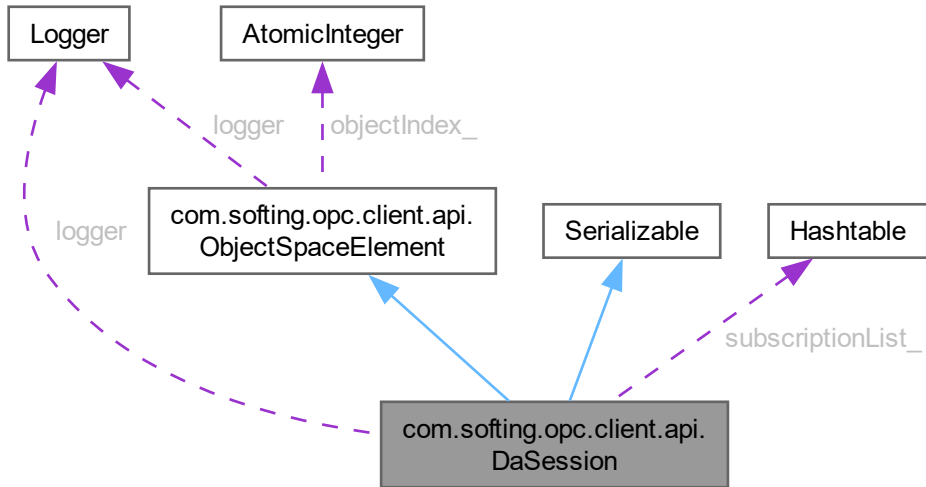 Logger
AtomicInteger
logger
objectIndex_
com.softing.opc.client.api.
ObjectSpaceElement
logger
Serializable
Hashtable
subscriptionList_
com.softing.opc.client.api.
DaSession